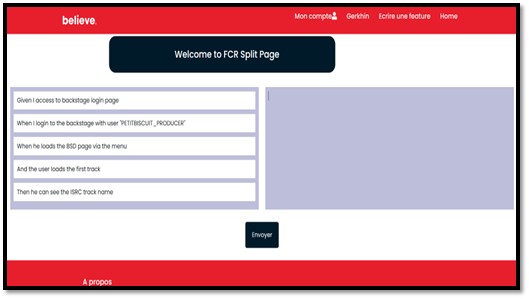 believe.
Mon compte Gerkhin Ecrire une feature Home
Welcome to FCR Split Page
Given I access to backstage login page
When I login to the backstage with user "PETITBISCUIT_PRODUCER"
When he loads the BSD page via the menu
And the user loads the first track
Then he can see the ISRC track name
Envoyer
A propos